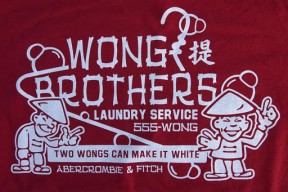 WONG 提
BROTHERS
LAUNDRY SERVICE
555-WONG
TWO WONGS CAN MAKE IT WHITE
ABERCROMBIE & FITCH